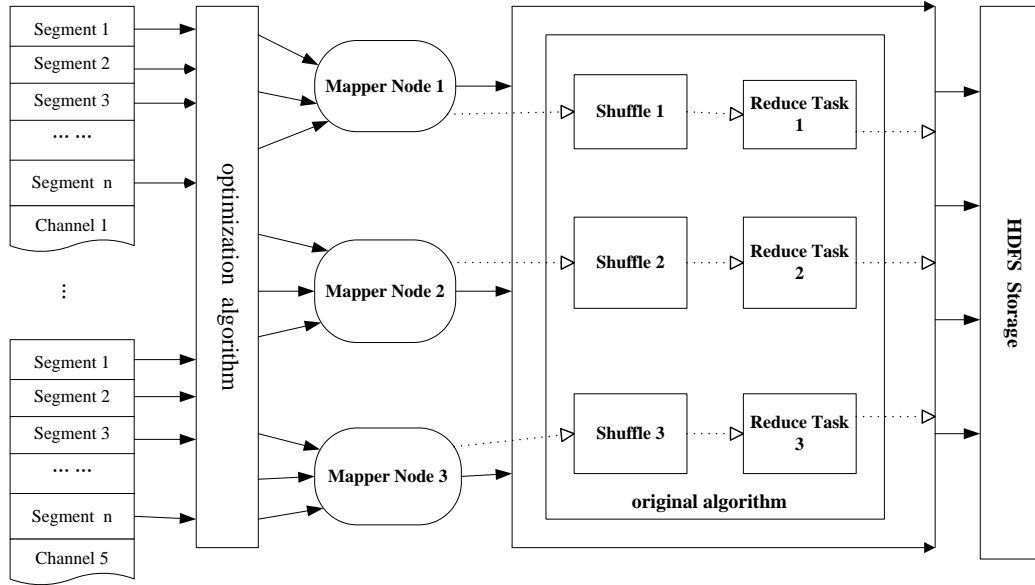 Segment 1
Segment 2
Segment 3
... ...
Segment n
Channel 1
...
Segment 1
Segment 2
Segment 3
... ...
Segment n
Channel 5
optimization algorithm
Mapper Node 1
Mapper Node 2
Mapper Node 3
Shuffle 1
Reduce Task
1
Shuffle 2
Reduce Task
2
Shuffle 3
Reduce Task
3
original algorithm
HDFS Storage